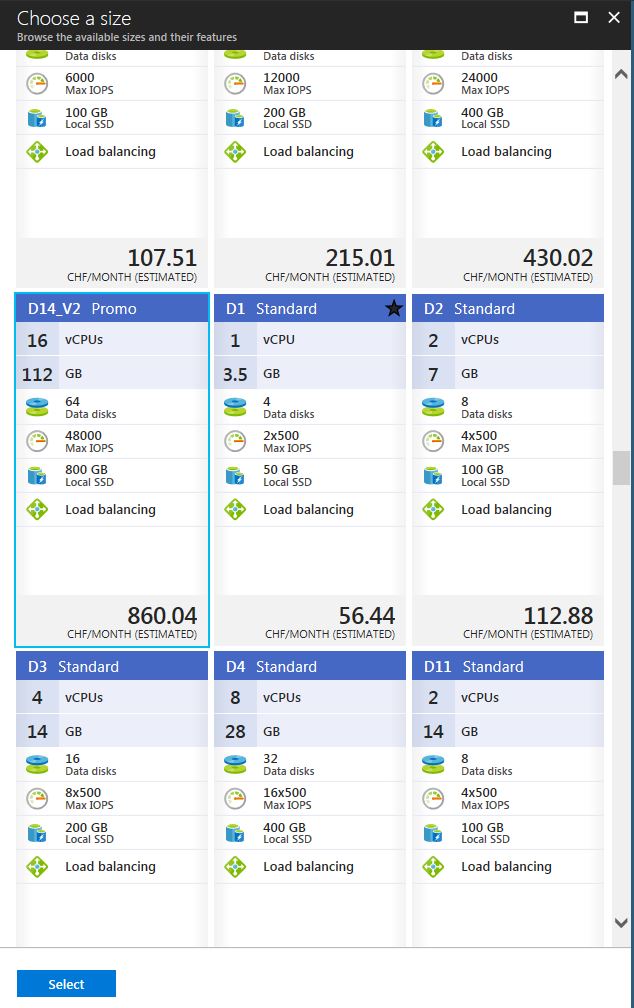 Choose a size
Browse the available sizes and their features
Data disks
6000
Max IOPS
100 GB
Local SSD
Load balancing
107.51
CHF/MONTH (ESTIMATED)
Data disks
12000
Max IOPS
200 GB
Local SSD
Load balancing
215.01
CHF/MONTH (ESTIMATED)
Data disks
24000
Max IOPS
400 GB
Local SSD
Load balancing
430.02
CHF/MONTH (ESTIMATED)
D14_V2 Promo
16 vCPUs
112 GB
64
Data disks
48000
Max IOPS
800 GB
Local SSD
Load balancing
860.04
CHF/MONTH (ESTIMATED)
D1 Standard
1 vCPU
3.5 GB
4
Data disks
2x500
Max IOPS
50 GB
Local SSD
Load balancing
56.44
CHF/MONTH (ESTIMATED)
D2 Standard
2 vCPUs
7 GB
8
Data disks
4x500
Max IOPS
100 GB
Local SSD
Load balancing
112.88
CHF/MONTH (ESTIMATED)
D3 Standard
4 vCPUs
14 GB
16
Data disks
8x500
Max IOPS
200 GB
Local SSD
Load balancing
D4 Standard
8 vCPUs
28 GB
32
Data disks
16x500
Max IOPS
400 GB
Local SSD
Load balancing
D11 Standard
2 vCPUs
14 GB
8
Data disks
4x500
Max IOPS
100 GB
Local SSD
Load balancing
Select